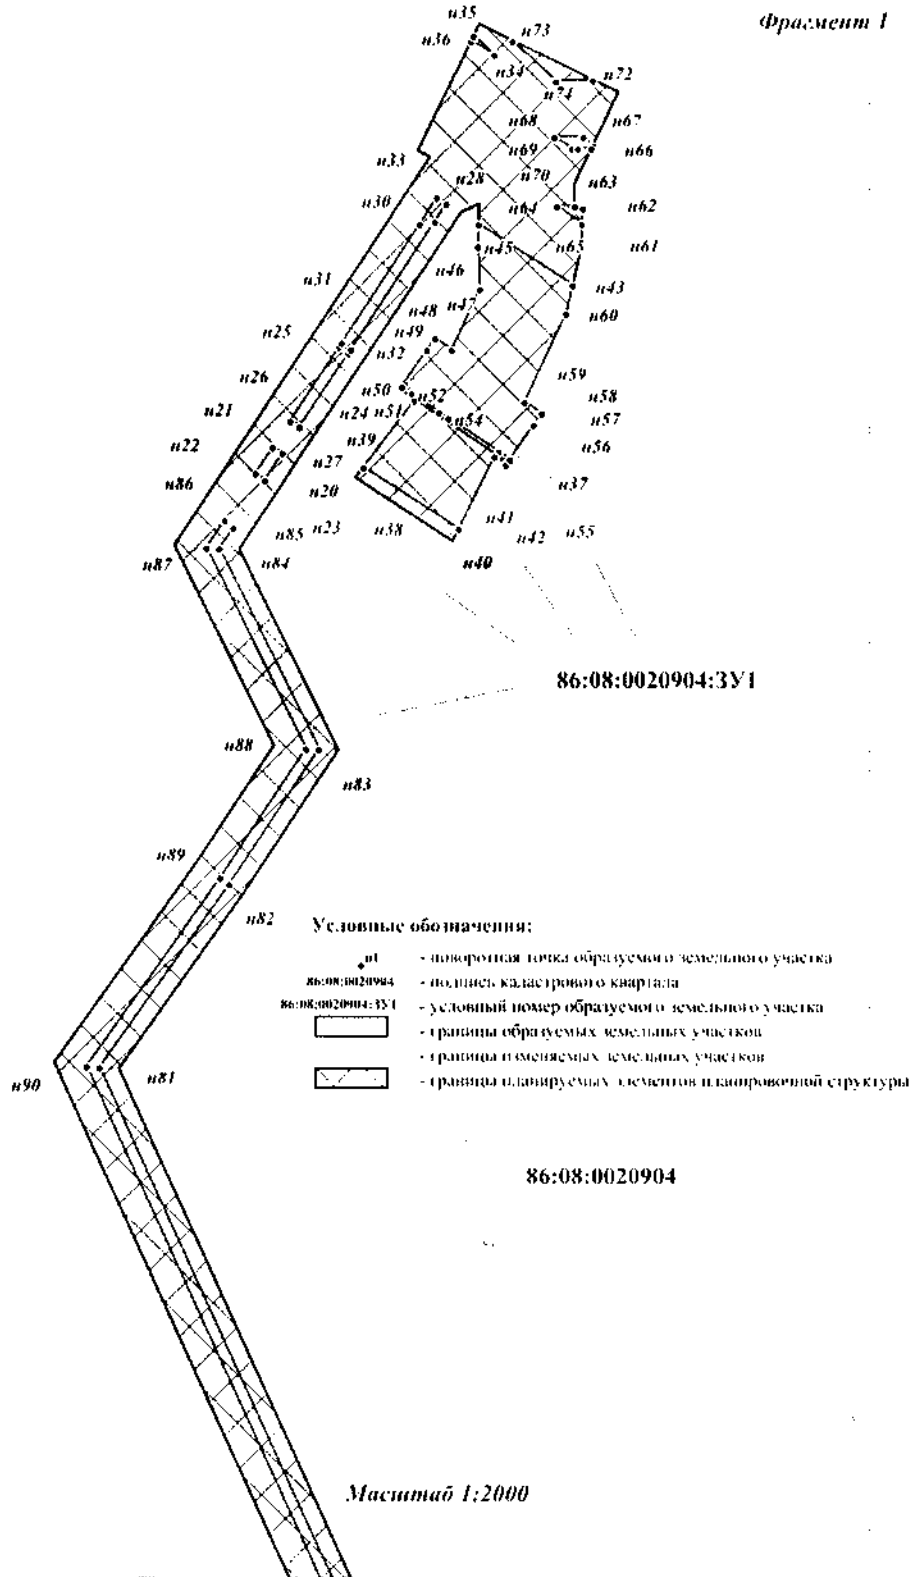 Фрагмент 1
н35
н73
н36
н34
н72
н74
н68
н67
н69
н66
н33
н28
н70
н63
н30
н64
н62
н45
н65
н61
н31
н46
н43
н48
н47
н60
н25
н49
н32
н26
н50
н59
н21
н52
н58
н24
н51
н54
н57
н22
н39
н56
н86
н27
н20
н37
н85
н23
н38
н41
н42
н55
н87
н84
н40
86:08:0020904:ЗУ1
н88
н83
н89
н82
Условные обозначения:
н1 - поворотная точка образуемого земельного участка
86:08:0020904 - подпись кадастрового квартала
86:08:0020904:ЗУ1 - условный номер образуемого земельного участка
- границы образуемых земельных участков
- границы изменяемых земельных участков
- границы планируемых элементов планировочной структуры
н90
н81
86:08:0020904
Масштаб 1:2000